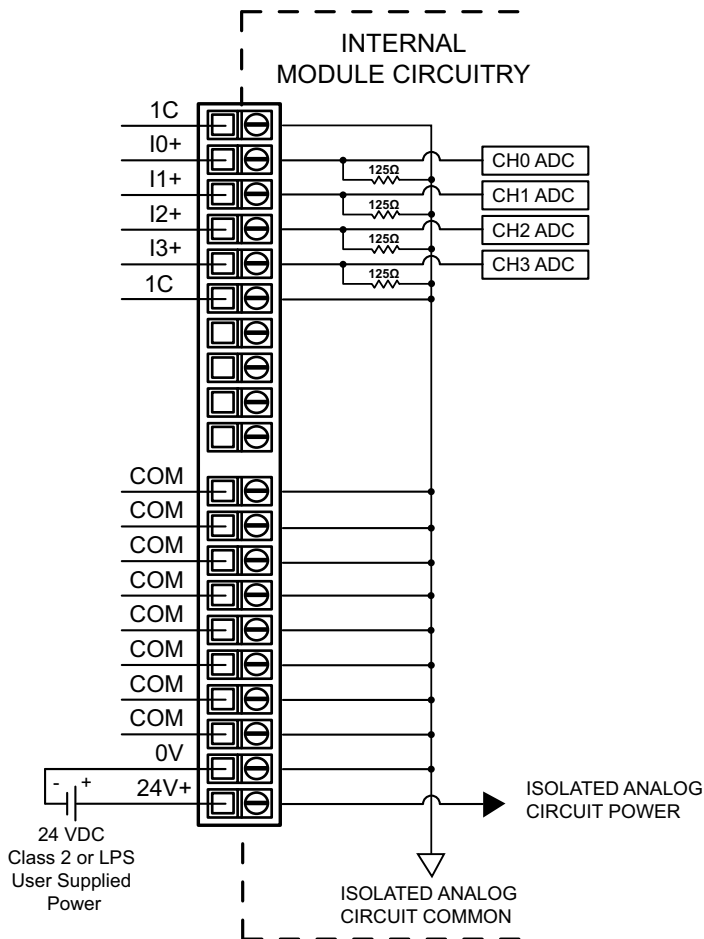 INTERNAL
MODULE CIRCUITRY
1C
I0+
I1+
I2+
I3+
1C
125Ω
125Ω
125Ω
125Ω
CH0 ADC
CH1 ADC
CH2 ADC
CH3 ADC
COM
COM
COM
COM
COM
COM
COM
COM
0V
24V+
- +
24 VDC
Class 2 or LPS
User Supplied
Power
ISOLATED ANALOG
CIRCUIT POWER
ISOLATED ANALOG
CIRCUIT COMMON